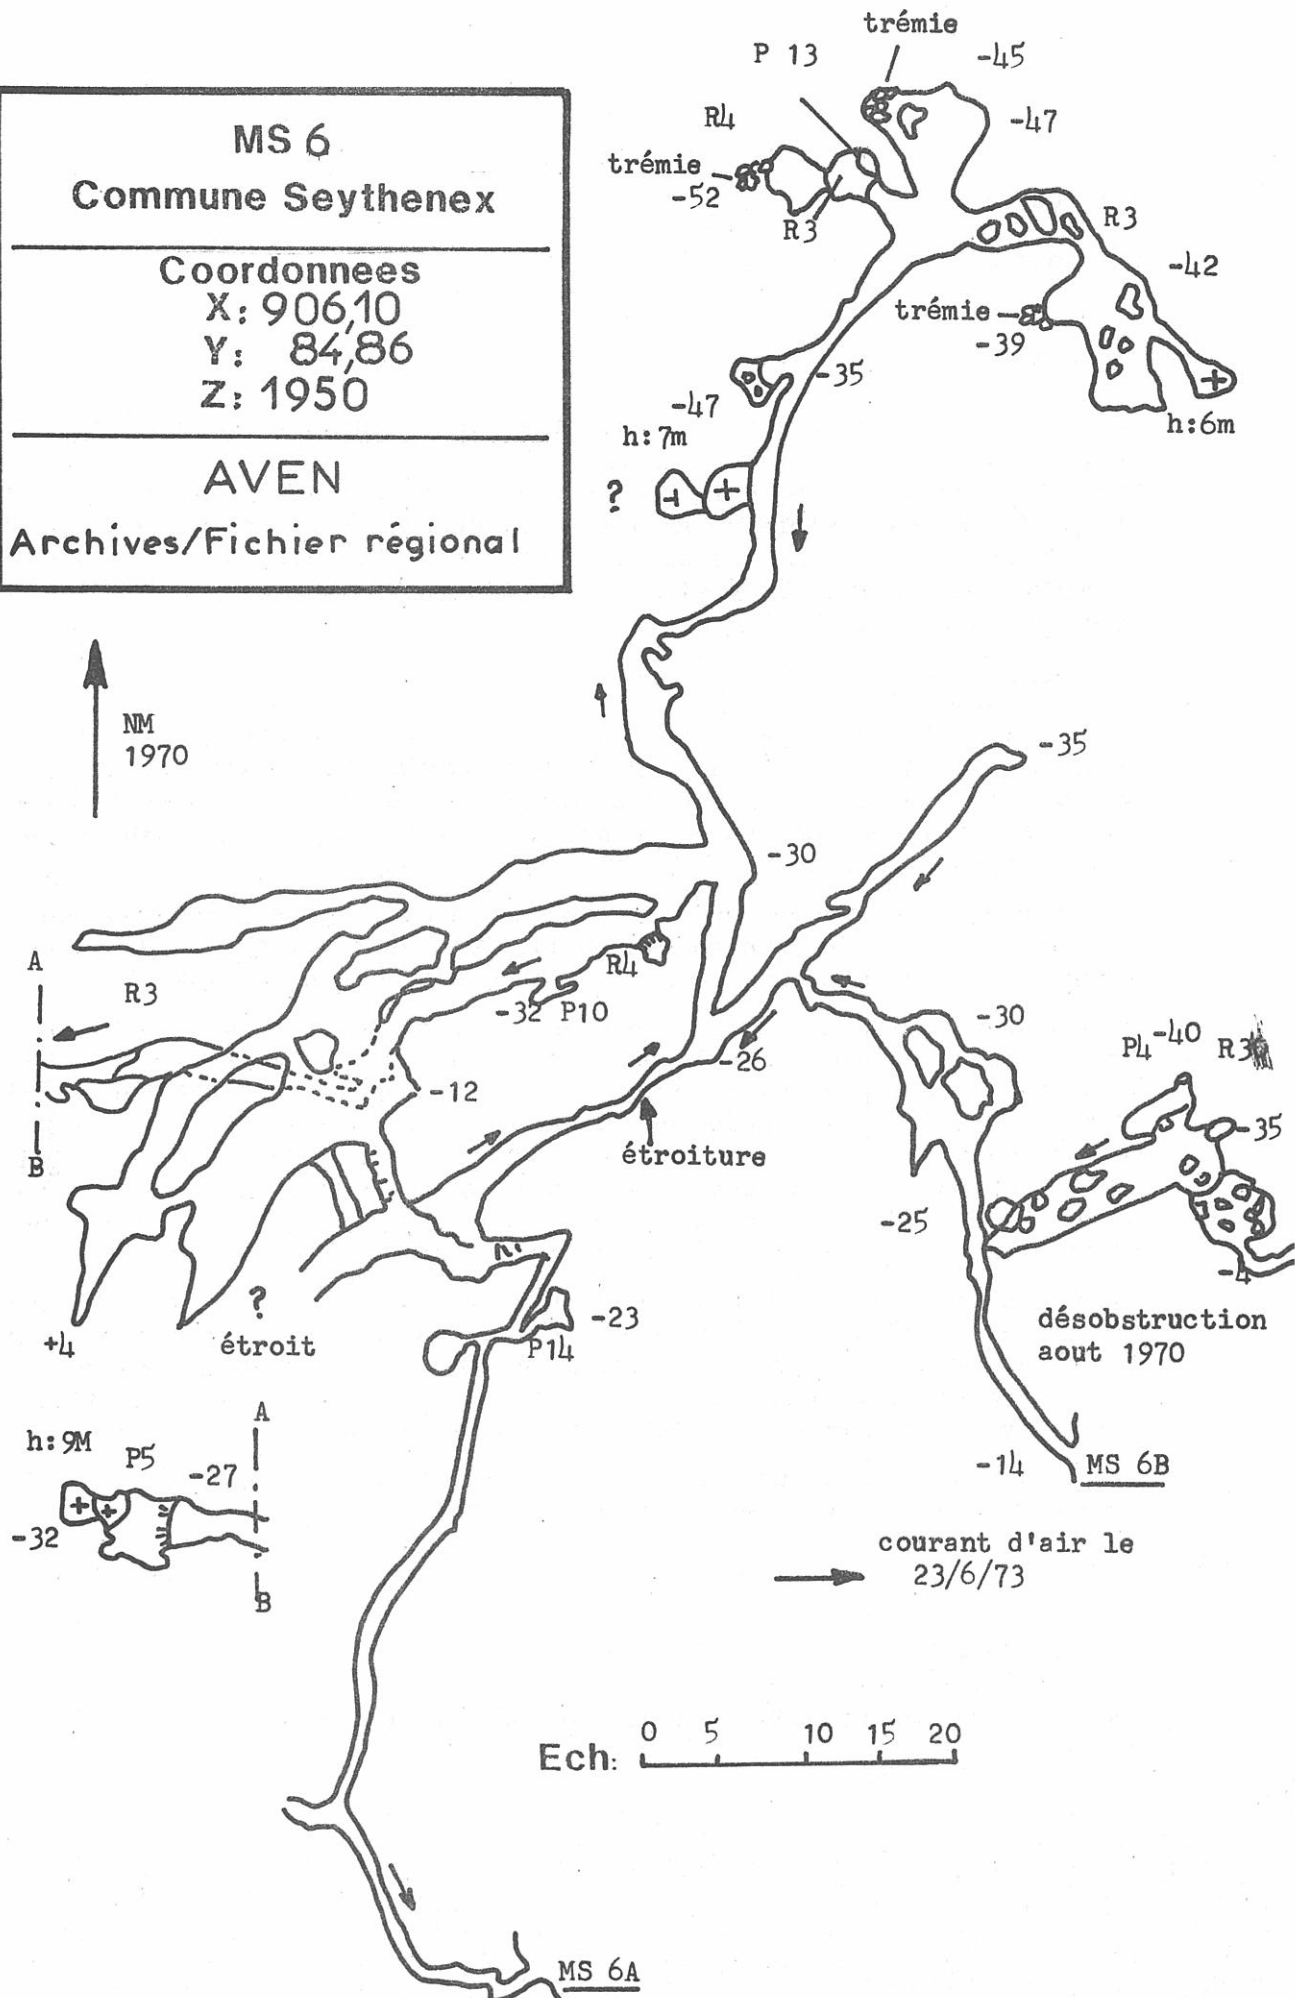 MS 6
Commune Seythenex
Coordonnees
X: 906,10
Y: 84,86
Z: 1950
AVEN
Archives/Fichier régional
trémie
P 13
-45
R4
-47
trémie
-52
R3
R3
-42
trémie
-39
-35
-47
h:7m
h:6m
?
NM
1970
-35
-30
A
R3
R4
-32 P10
-30
P4 -40 R3
-26
-12
-35
B
étroiture
-25
-4
?
+4
étroit
-23
P14
désobstruction
aout 1970
A
h:9M
P5
-27
-32
B
-14
MS 6B
courant d'air le
23/6/73
0 5 10 15 20
Ech:
MS 6A